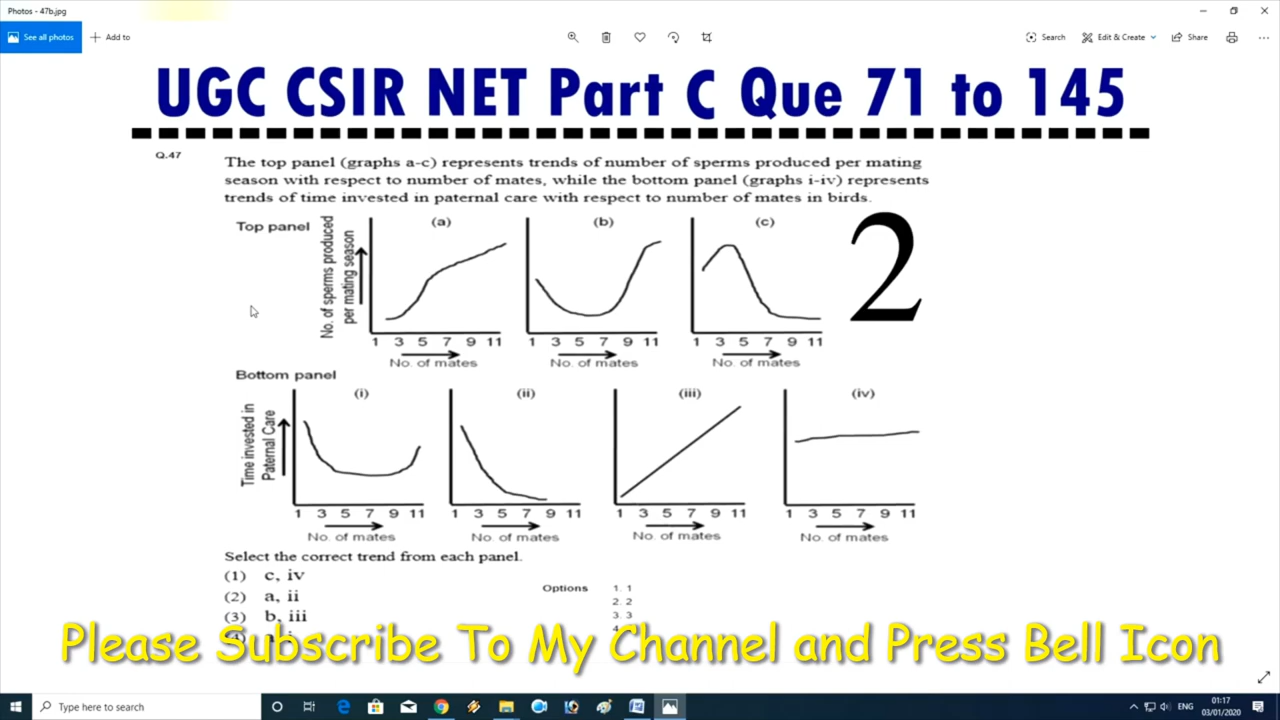 Photos - 47b.jpg
See all photos
Add to
Search
Edit & Create
Share
UGC CSIR NET Part C Que 71 to 145
Q.47
The top panel (graphs a-c) represents trends of number of sperms produced per mating
season with respect to number of mates, while the bottom panel (graphs i-iv) represents
trends of time invested in paternal care with respect to number of mates in birds.
Top panel
No. of sperms produced
per mating season
(a)
(b)
(c)
2
1 3 5 7 9 11
1 3 5 7 9 11
1 3 5 7 9 11
No. of mates
No. of mates
No. of mates
Bottom panel
Time invested in
Paternal Care
(i)
(ii)
(iii)
(iv)
1 3 5 7 9 11
1 3 5 7 9 11
1 3 5 7 9 11
1 3 5 7 9 11
No. of mates
No. of mates
No. of mates
No. of mates
Select the correct trend from each panel.
(1) c, iv
(2) a, ii
(3) b, iii
Options
1. 1
2. 2
3. 3
Please Subscribe To My Channel and Press Bell Icon
Type here to search
ENG
01:17
03/01/2020